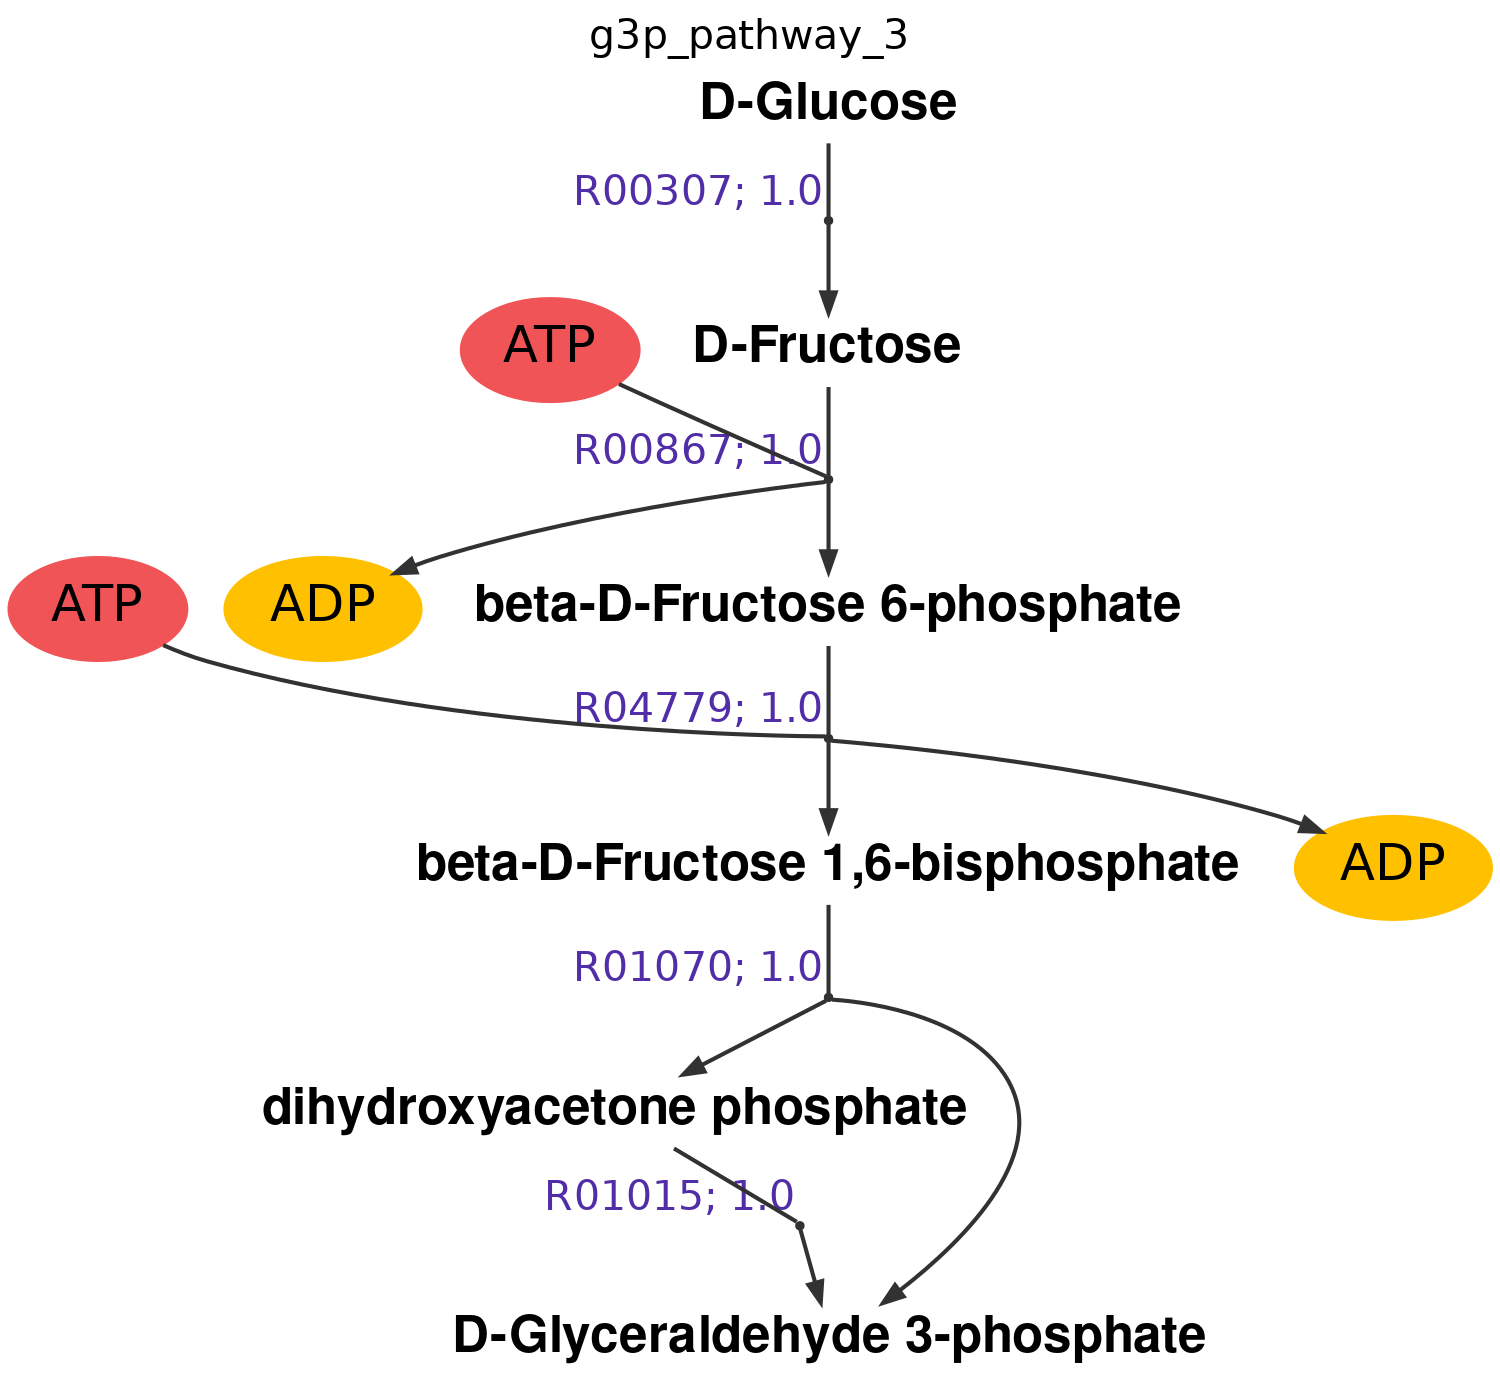 g3p_pathway_3
D-Glucose
R00307; 1.0
ATP
D-Fructose
R00867; 1.0
ATP
ADP
beta-D-Fructose 6-phosphate
R04779; 1.0
beta-D-Fructose 1,6-bisphosphate
ADP
R01070; 1.0
dihydroxyacetone phosphate
R01015; 1.0
D-Glyceraldehyde 3-phosphate